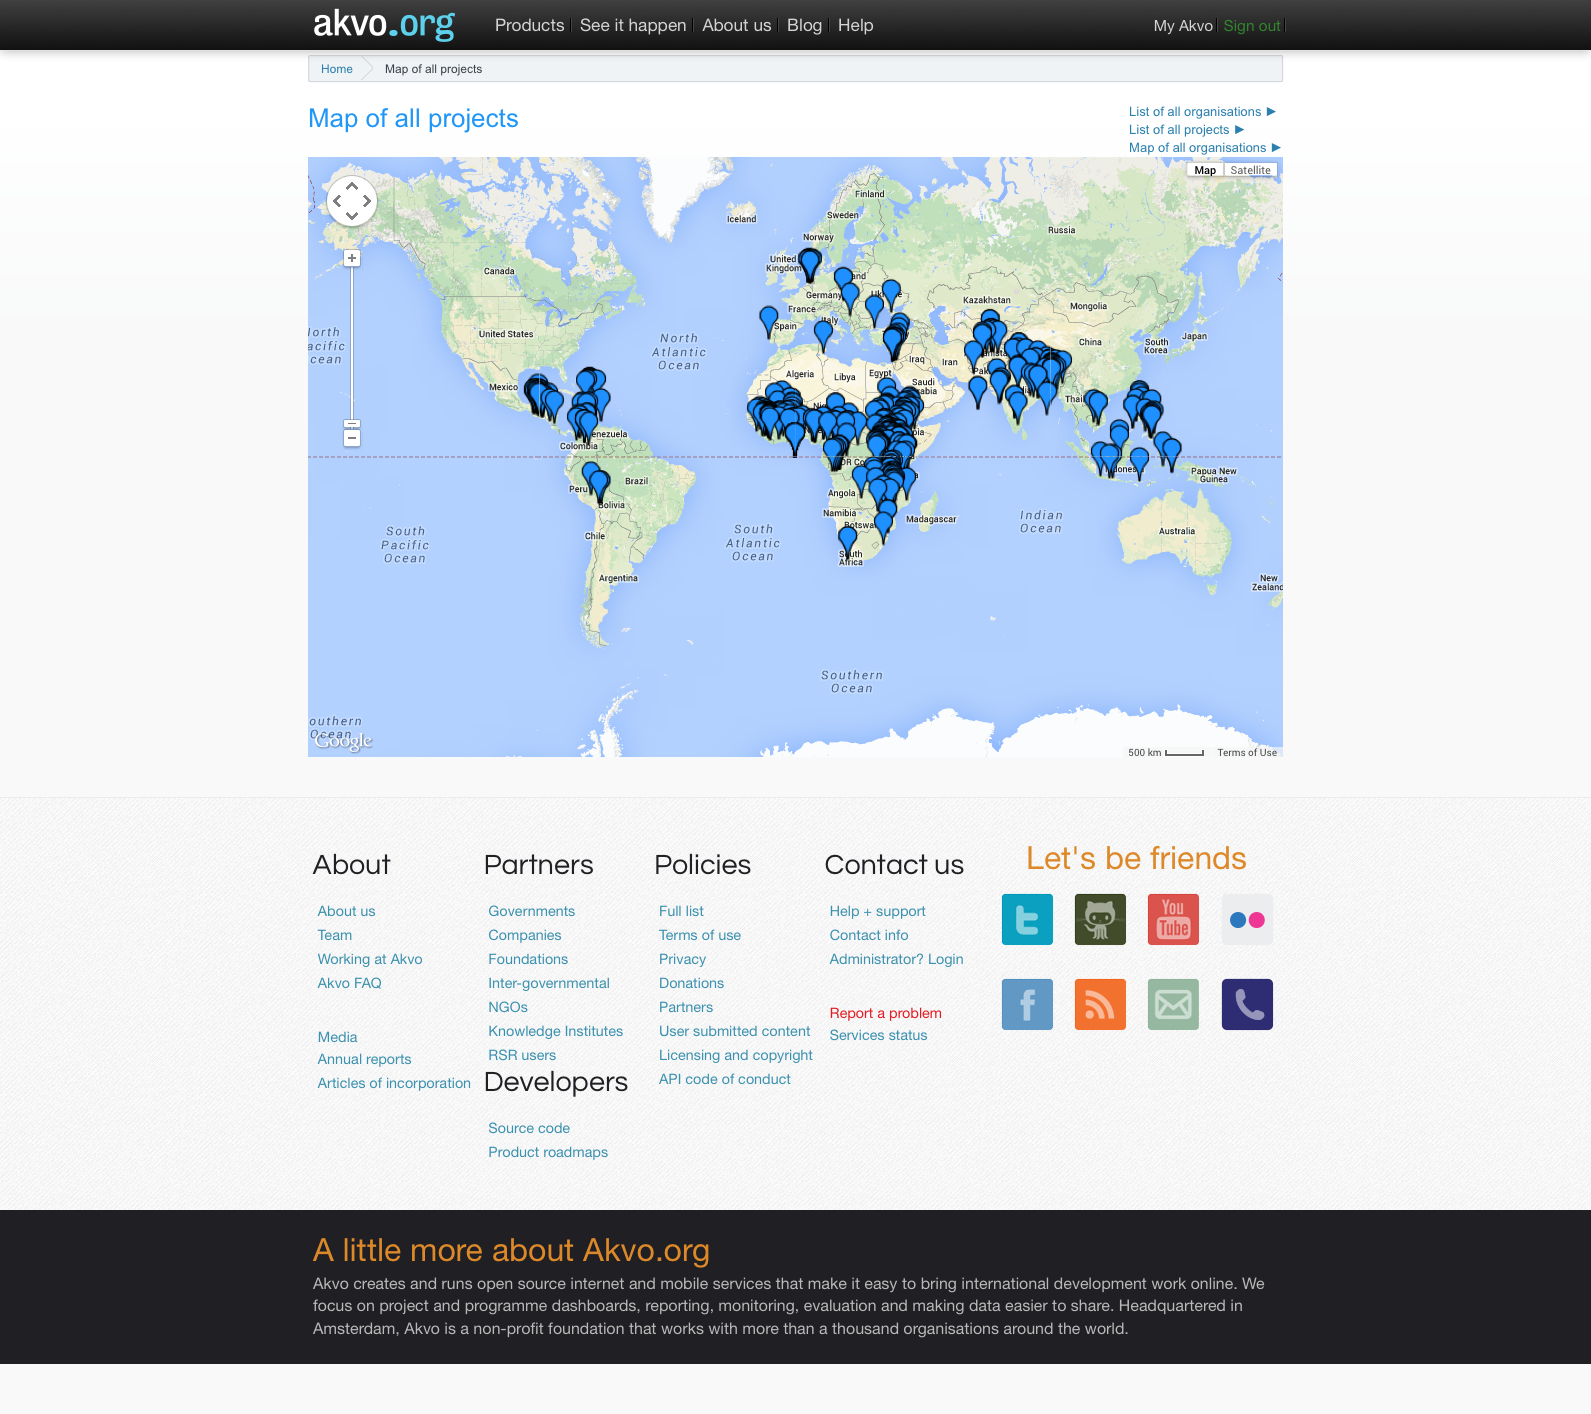 akvo.org
Products
See it happen
About us
Blog
Help
My Akvo
Sign out
Home
Map of all projects
Map of all projects
List of all organisations ►
List of all projects ►
Map of all organisations ►
Map
Satellite
Finland
Iceland
Sweden
Russia
Norway
United
Kingdom
Canada
Germany
Kazakhstan
Mongolia
France
Italy
Spain
United States
North
Atlantic
Ocean
orth
acific
cean
China
South
Korea
Japan
Iraq
Iran
Algeria
Libya
Egypt
Saudi
Mexico
Colombia
Brazil
Peru
Bolivia
DR Co
Angola
Namibia
Botswa
Madagascar
Papua New
Guinea
Indian
Ocean
South
Pacific
Ocean
South
Atlantic
Ocean
Chile
South
Africa
Australia
Argentina
New
Zealand
Southern
Ocean
outhern
Ocean
Google
500 km
Terms of Use
About
About us
Team
Working at Akvo
Akvo FAQ
Media
Annual reports
Articles of incorporation
Partners
Governments
Companies
Foundations
Inter-governmental
NGOs
Knowledge Institutes
RSR users
Developers
Source code
Product roadmaps
Policies
Full list
Terms of use
Privacy
Donations
Partners
User submitted content
Licensing and copyright
API code of conduct
Contact us
Help + support
Contact info
Administrator? Login
Report a problem
Services status
Let's be friends
You
Tube
A little more about Akvo.org
Akvo creates and runs open source internet and mobile services that make it easy to bring international development work online. We
focus on project and programme dashboards, reporting, monitoring, evaluation and making data easier to share. Headquartered in
Amsterdam, Akvo is a non-profit foundation that works with more than a thousand organisations around the world.